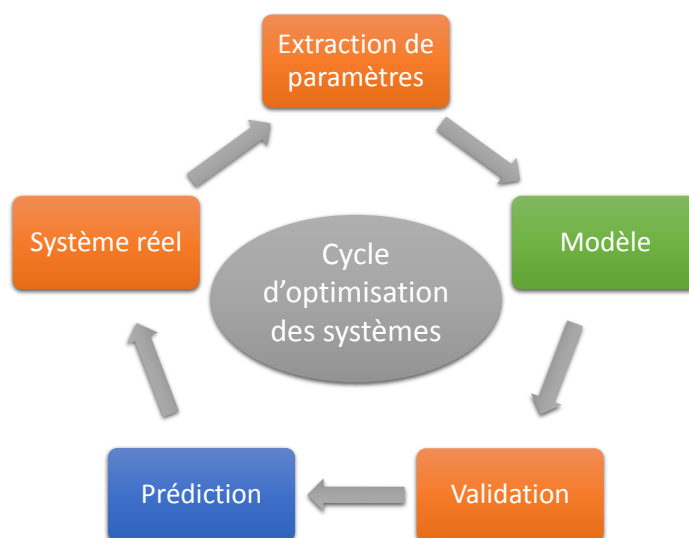 Extraction de
paramètres
Système réel
Modèle
Cycle
d’optimisation
des systèmes
Prédiction
Validation